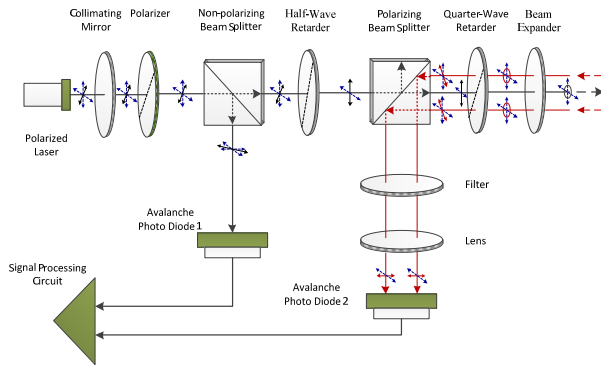 Collimating
Mirror
Polarizer
Non-polarizing
Beam Splitter
Half-Wave
Retarder
Polarizing
Beam Splitter
Quarter-Wave
Retarder
Beam
Expander
Polarized
Laser
Filter
Avalanche
Photo Diode 1
Lens
Signal Processing
Circuit
Avalanche
Photo Diode 2